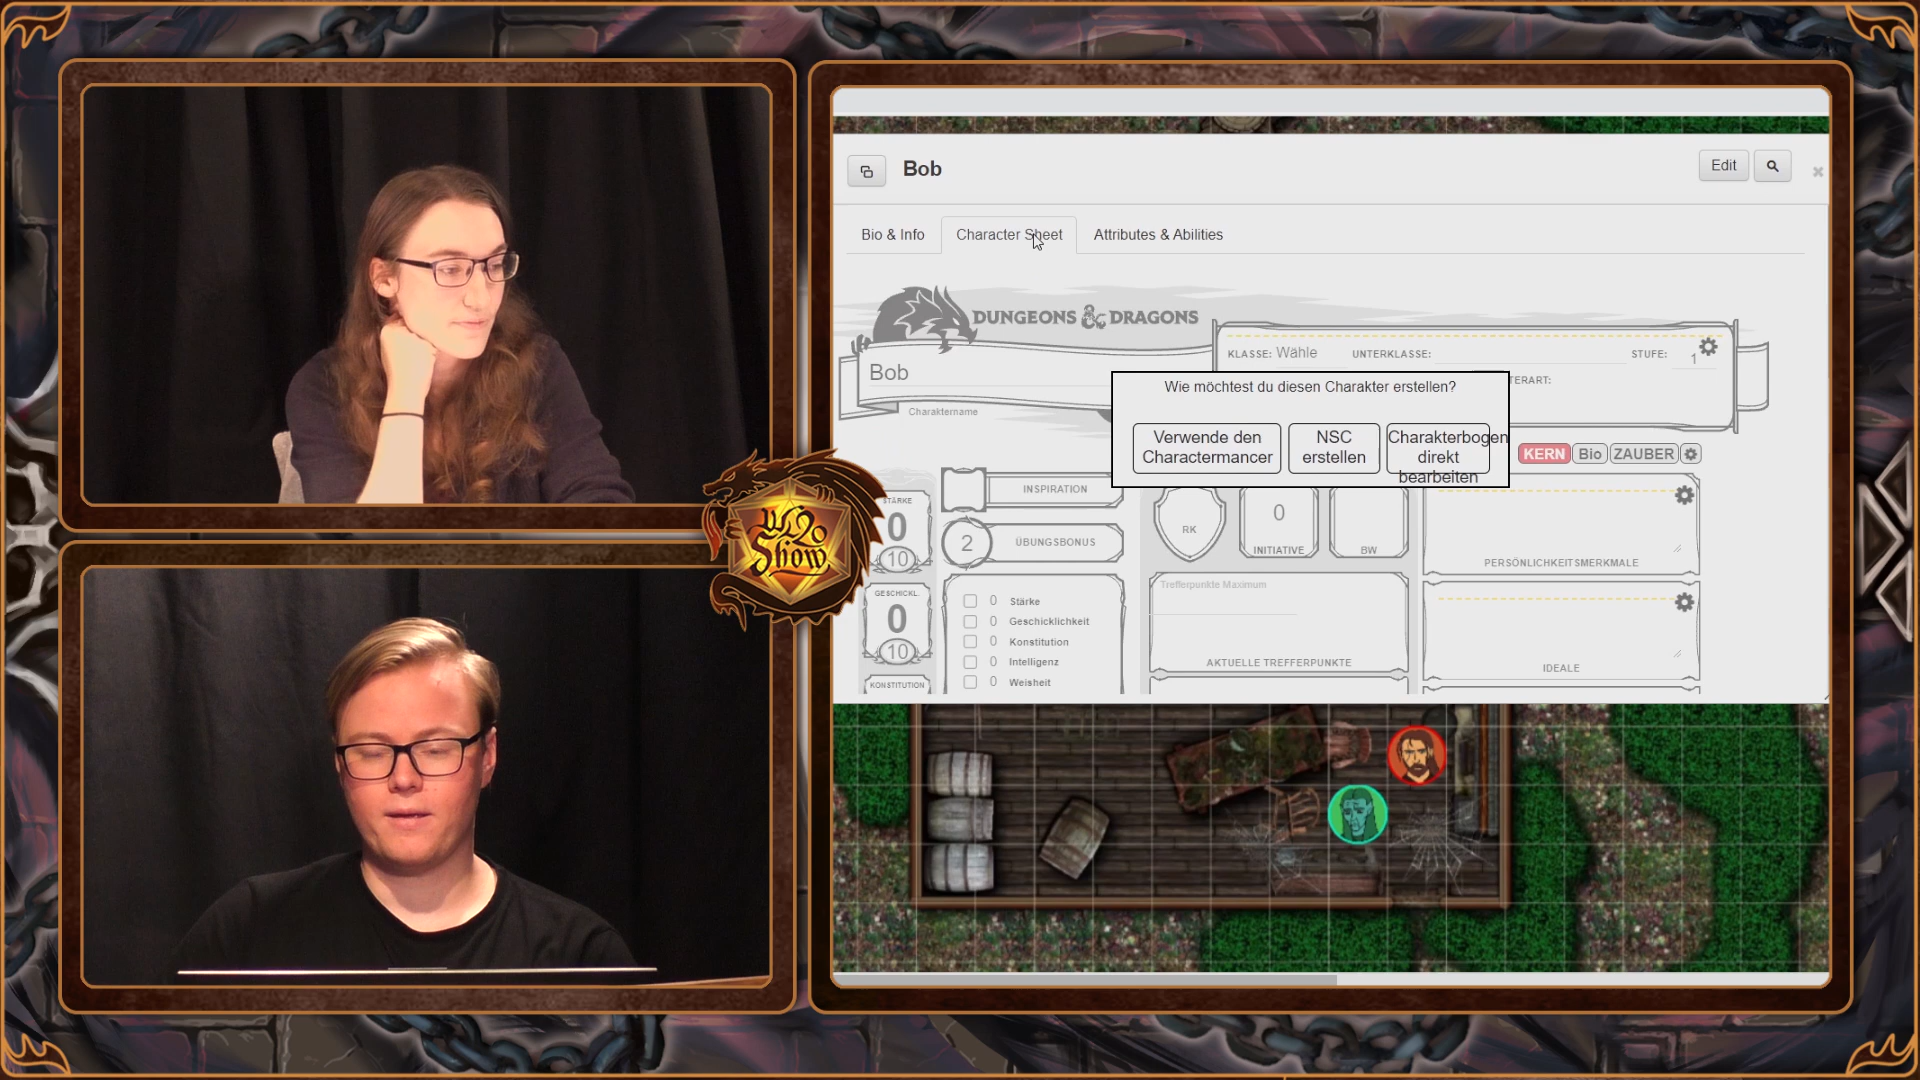 Bob
Edit
Bio & Info
Character Sheet
Attributes & Abilities
DUNGEONS & DRAGONS
KLASSE: Wähle
UNTERKLASSE:
STUFE:
1
Bob
Charaktername
TERART:
Wie möchtest du diesen Charakter erstellen?
Verwende den
Charactermancer
NSC
erstellen
Charakterbogen
direkt
bearbeiten
KERN
Bio
ZAUBER
STÄRKE
0
10
INSPIRATION
2
ÜBUNGSBONUS
RK
0
INITIATIVE
BW
PERSÖNLICHKEITSMERKMALE
GESCHICKL.
0
10
0 Stärke
0 Geschicklichkeit
0 Konstitution
0 Intelligenz
0 Weisheit
Trefferpunkte Maximum
AKTUELLE TREFFERPUNKTE
IDEALE
KONSTITUTION
W20
Show